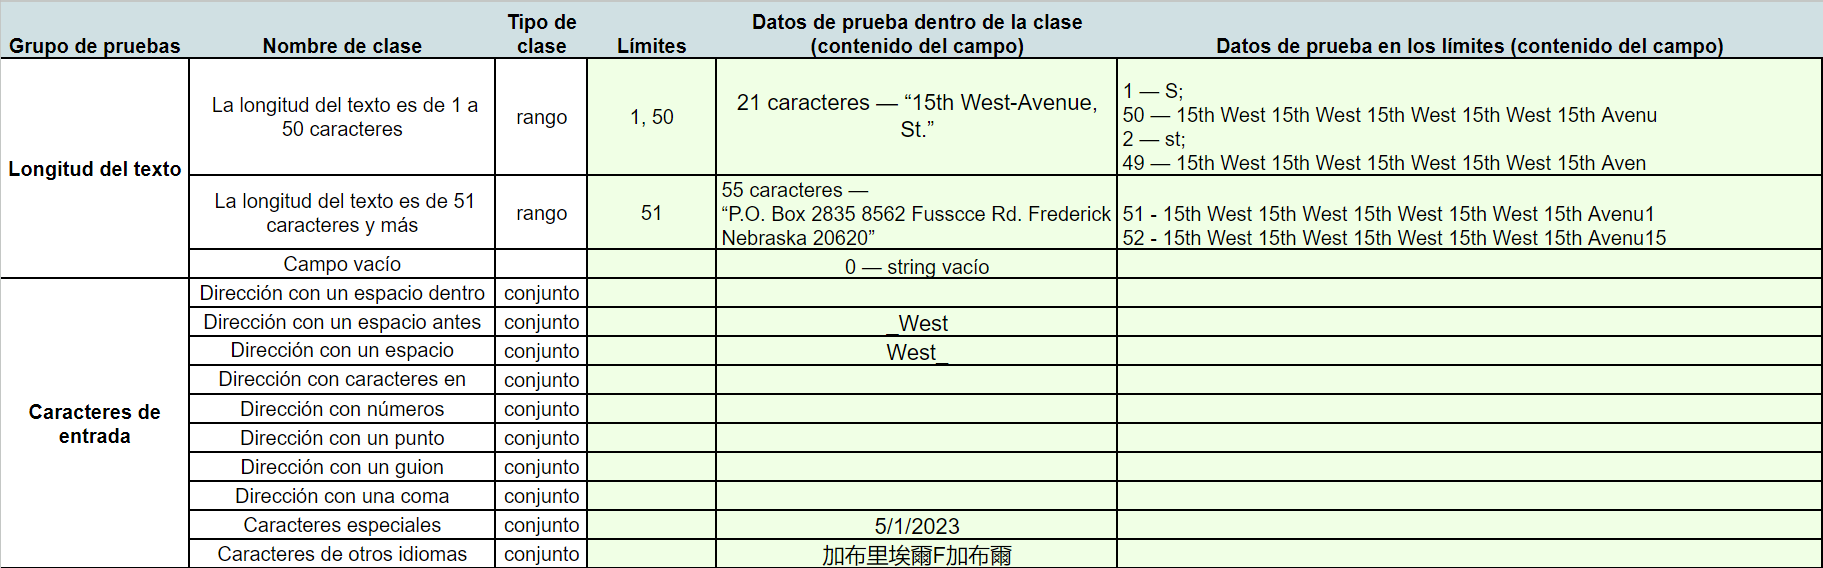 Grupo de pruebas
Nombre de clase
Tipo de
clase
Límites
Datos de prueba dentro de la clase
(contenido del campo)
Datos de prueba en los límites (contenido del campo)
Longitud del texto
La longitud del texto es de 1 a
50 caracteres
rango
1, 50
21 caracteres — “15th West-Avenue,
St.”
1 — S;
50 — 15th West 15th West 15th West 15th West 15th Avenu
2 — st;
49 — 15th West 15th West 15th West 15th West 15th Aven
La longitud del texto es de 51
caracteres y más
rango
51
55 caracteres —
“P.O. Box 2835 8562 Fusscce Rd. Frederick
Nebraska 20620”
51 - 15th West 15th West 15th West 15th West 15th Avenu1
52 - 15th West 15th West 15th West 15th West 15th Avenu15
Campo vacío
0 — string vacío
Caracteres de
entrada
Dirección con un espacio dentro
conjunto
Dirección con un espacio antes
conjunto
_West
Dirección con un espacio
conjunto
West_
Dirección con caracteres en
conjunto
Dirección con números
conjunto
Dirección con un punto
conjunto
Dirección con un guion
conjunto
Dirección con una coma
conjunto
Caracteres especiales
conjunto
5/1/2023
Caracteres de otros idiomas
conjunto
加布里埃爾F加布爾